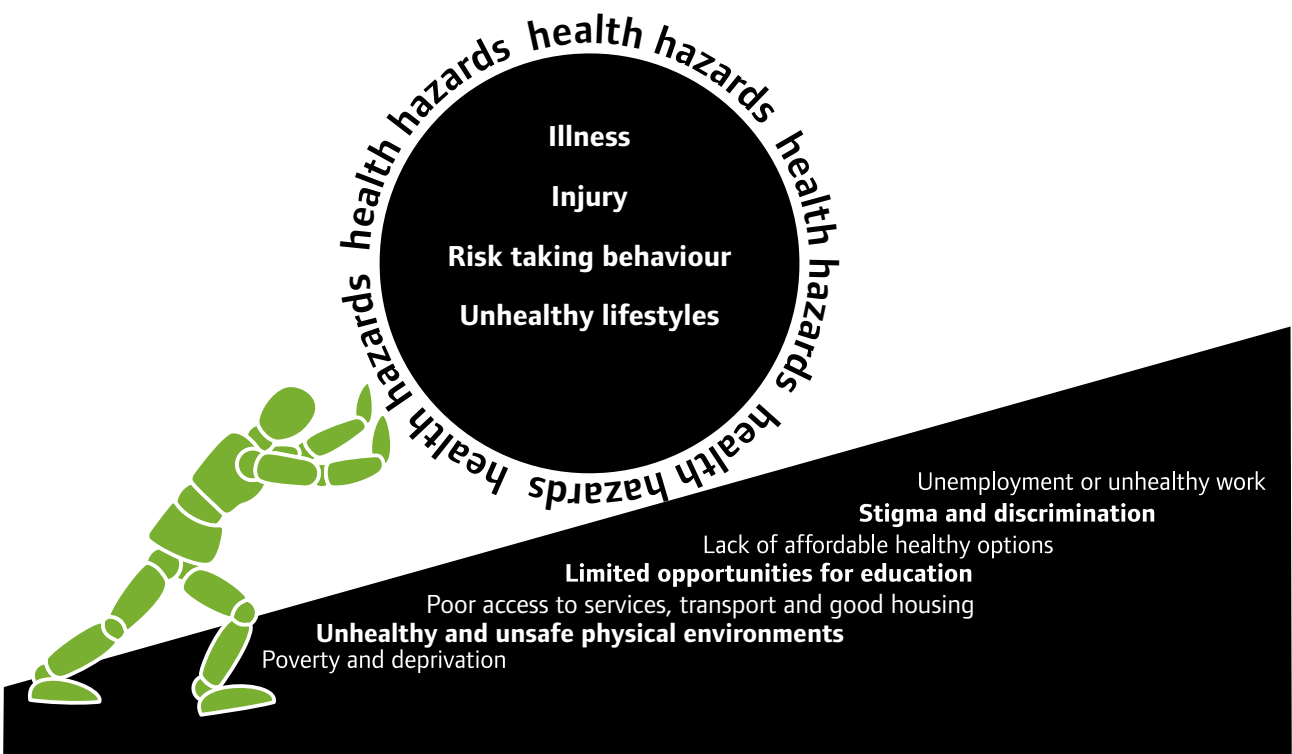 health hazards health hazards health hazards health hazards health hazards
Illness
Injury
Risk taking behaviour
Unhealthy lifestyles
Unemployment or unhealthy work
Stigma and discrimination
Lack of affordable healthy options
Limited opportunities for education
Poor access to services, transport and good housing
Unhealthy and unsafe physical environments
Poverty and deprivation